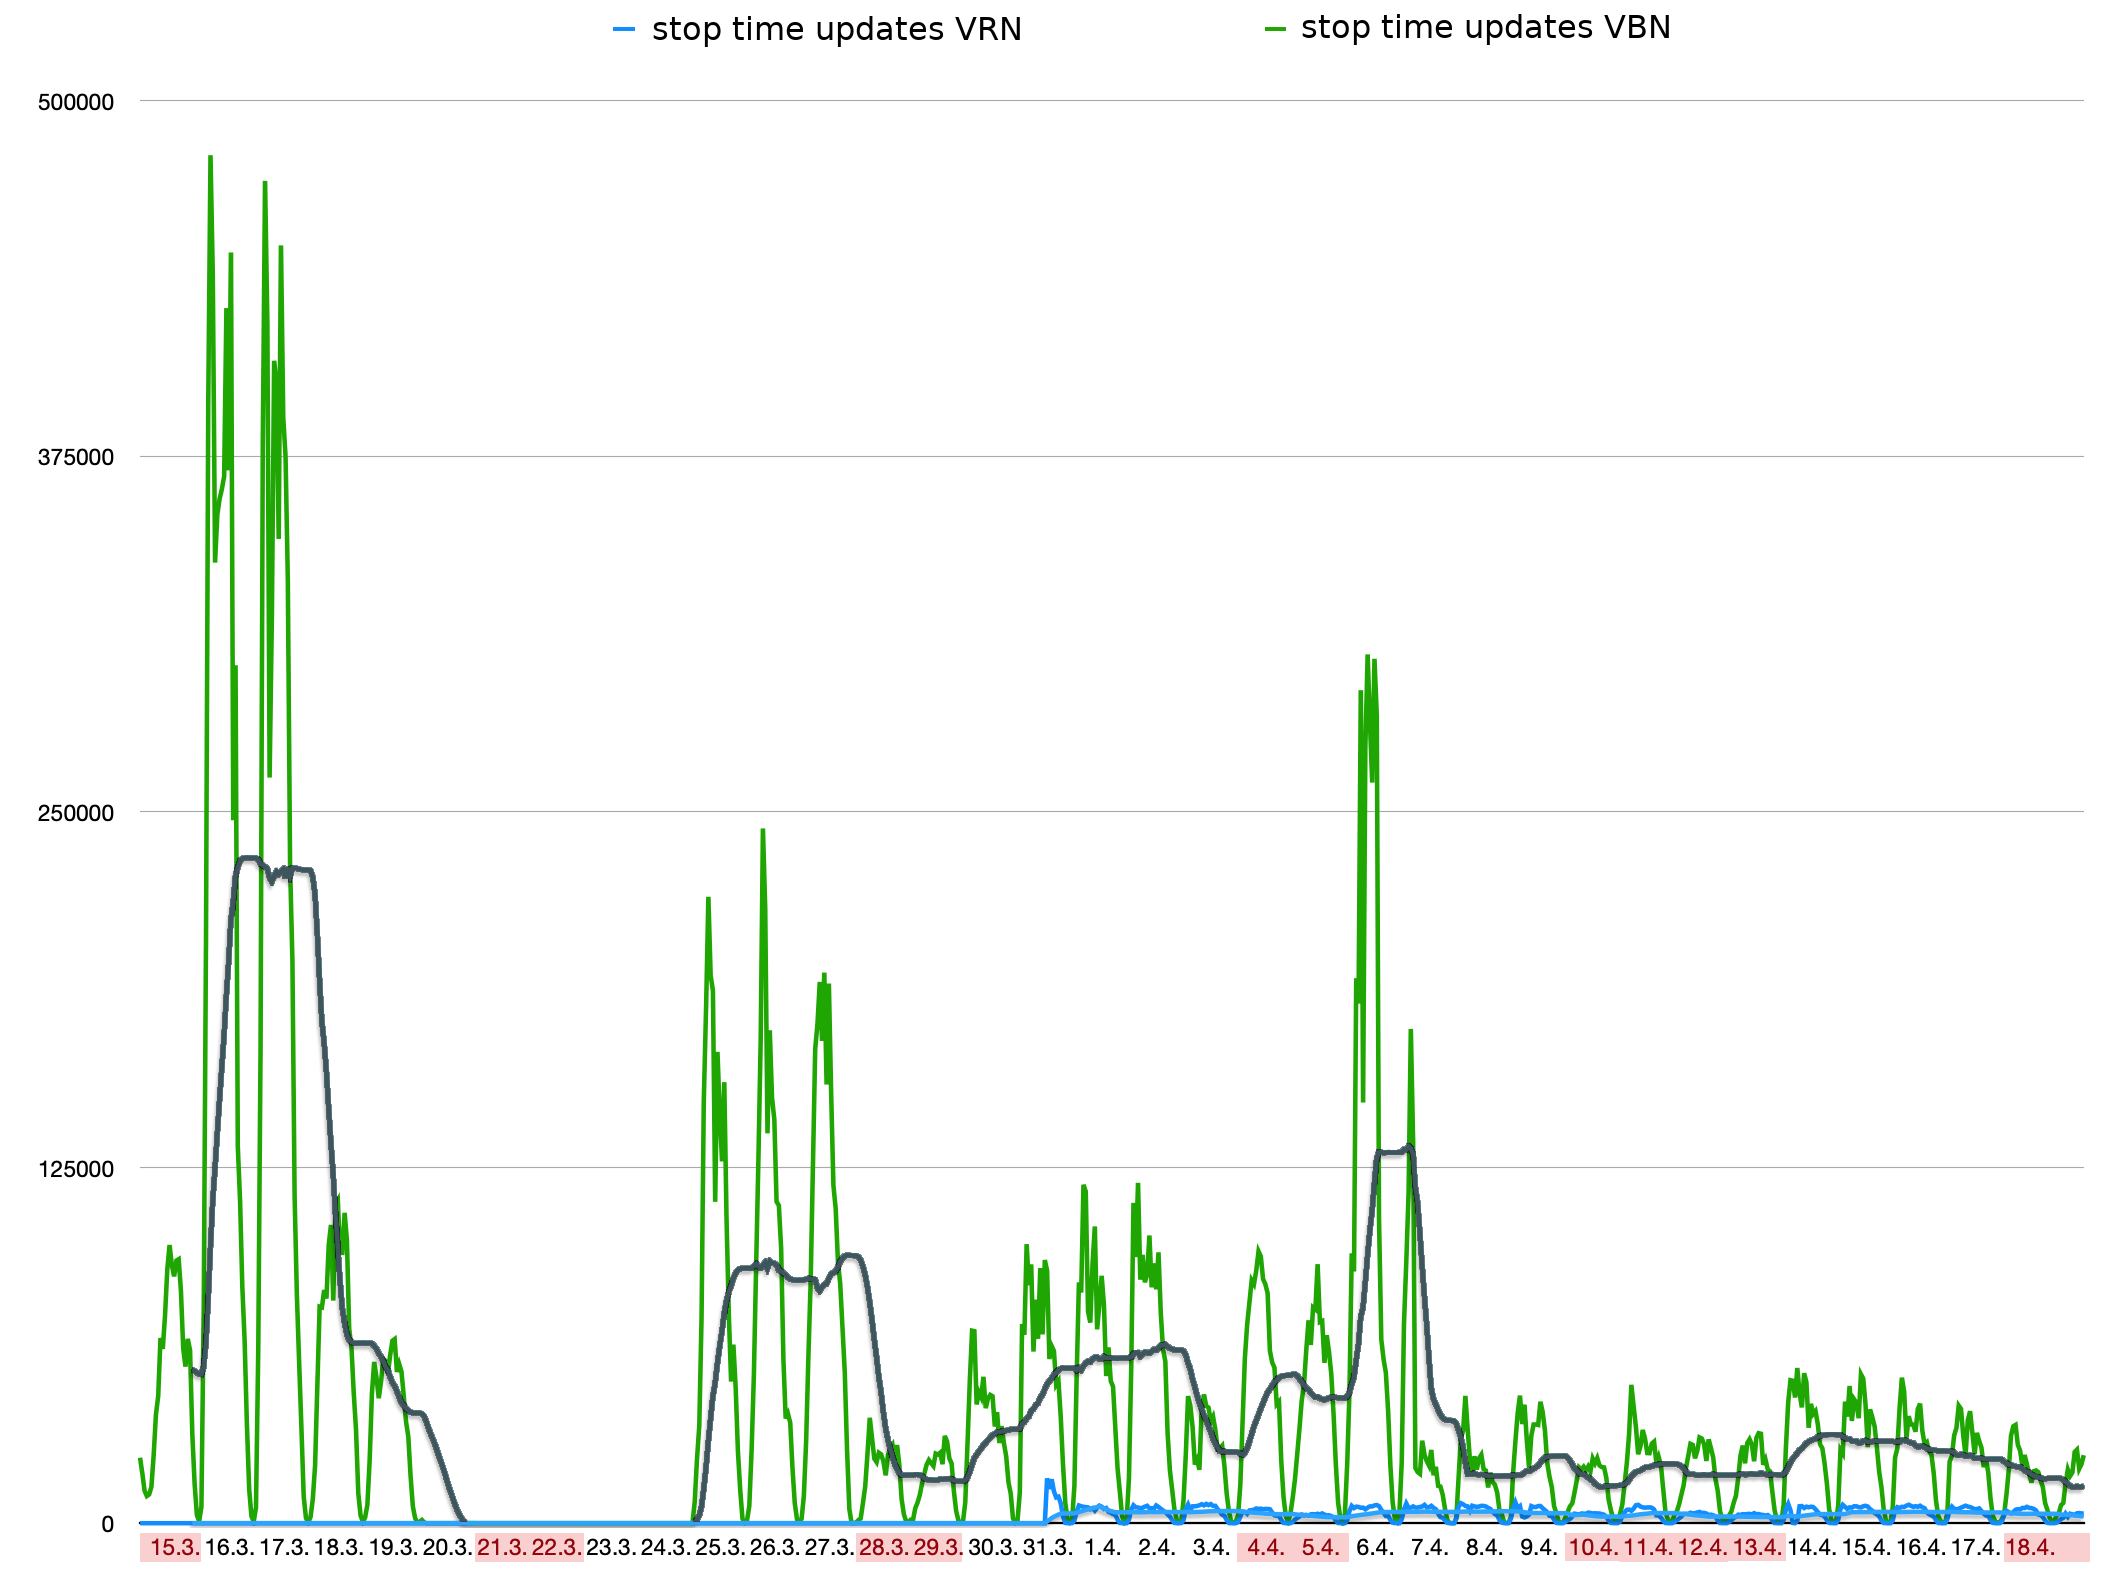 stop time updates VRN
stop time updates VBN
500000
375000
250000
125000
0
15.3. 16.3. 17.3. 18.3. 19.3. 20.3. 21.3. 22.3. 23.3. 24.3. 25.3. 26.3. 27.3. 28.3. 29.3. 30.3. 31.3. 1.4. 2.4. 3.4. 4.4. 5.4. 6.4. 7.4. 8.4. 9.4. 10.4. 11.4. 12.4. 13.4. 14.4. 15.4. 16.4. 17.4. 18.4.